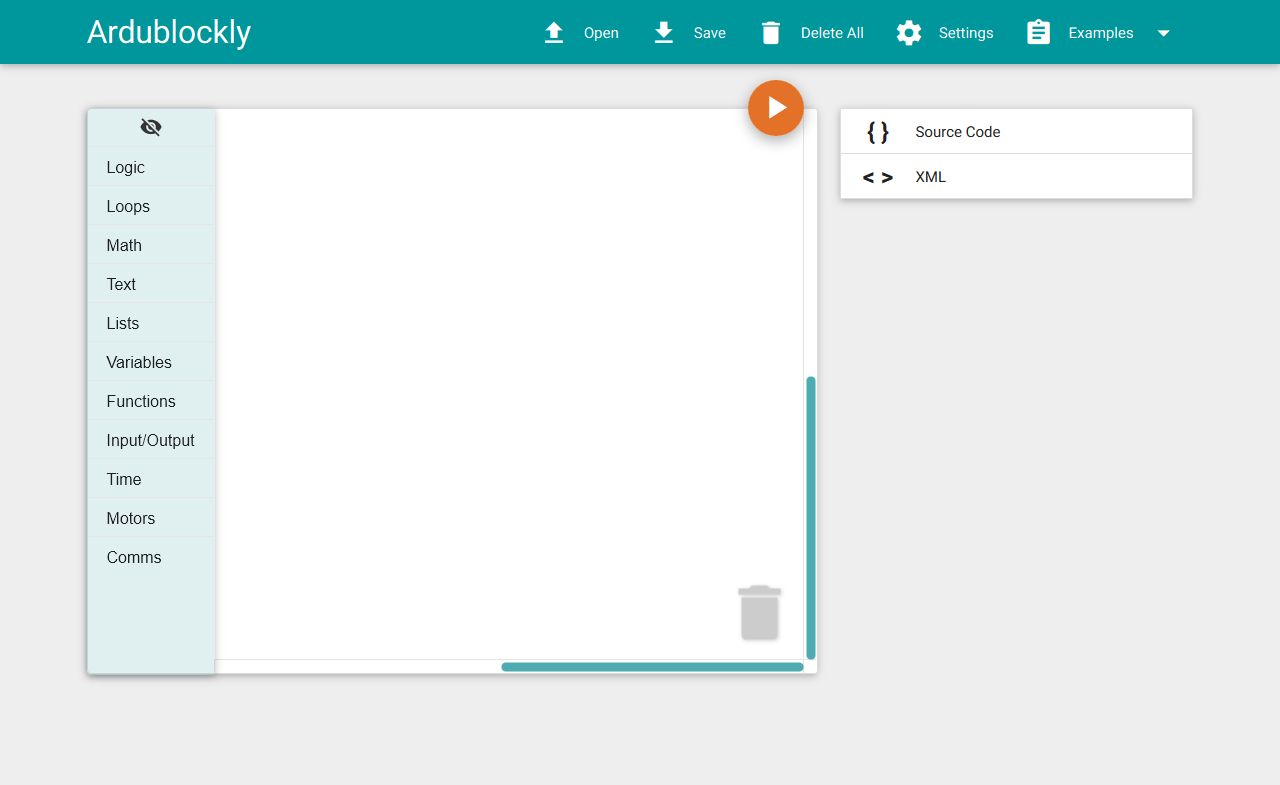 Ardublockly
Open
Save
Delete All
Settings
Examples
Logic
Loops
Math
Text
Lists
Variables
Functions
Input/Output
Time
Motors
Comms
{ } Source Code
< > XML